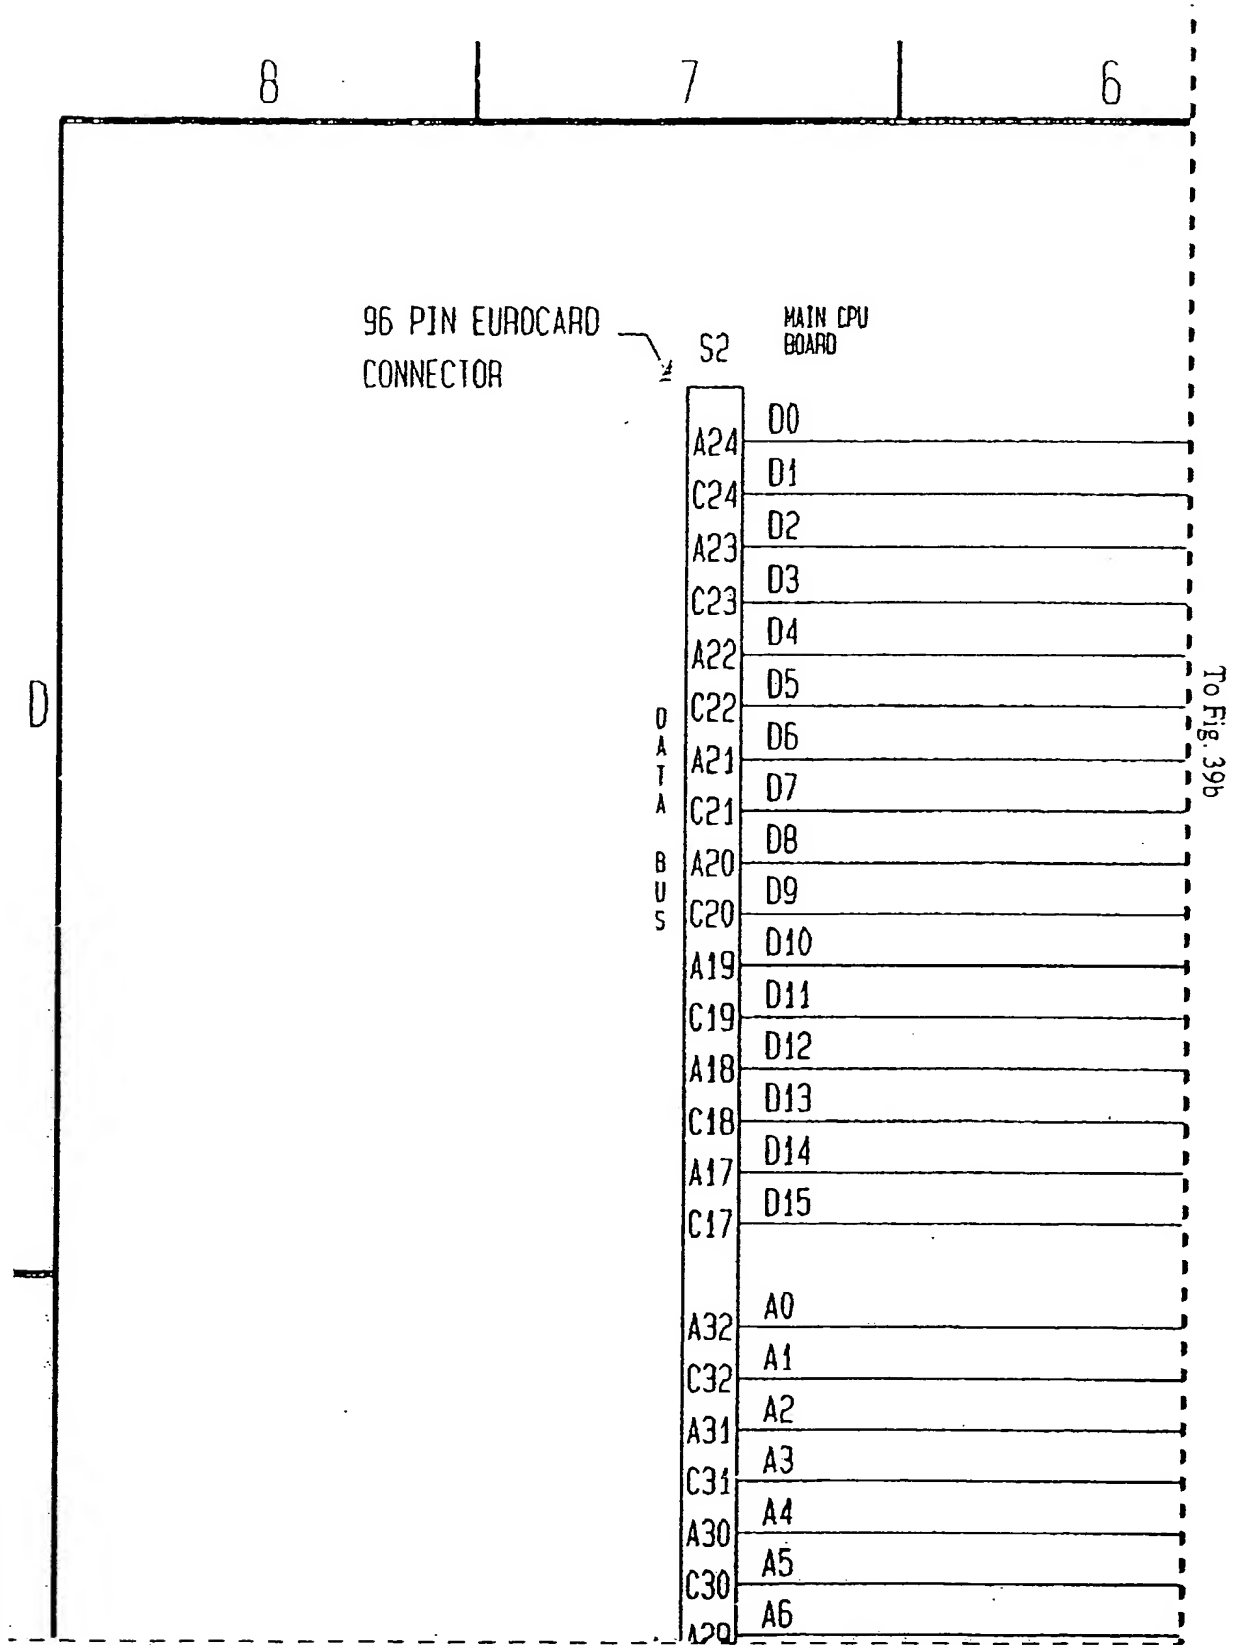 8 7 6
96 PIN EUROCARD
CONNECTOR
S2
MAIN CPU
BOARD
A24 D0
C24 D1
A23 D2
C23 D3
A22 D4
C22 D5
A21 D6
C21 D7
A20 D8
C20 D9
A19 D10
C19 D11
A18 D12
C18 D13
A17 D14
C17 D15
DATA BUS
D
To Fig. 39b
A32 A0
C32 A1
A31 A2
C31 A3
A30 A4
C30 A5
A29 A6